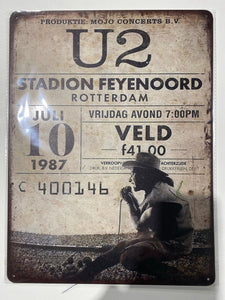 PRODUKTIE: MOJO CONCERTS B.V.
U2
STADION FEYENOORD
ROTTERDAM
JULI
10
1987
VRIJDAG AVOND 7:00PM
VELD
f41.00
C 400146